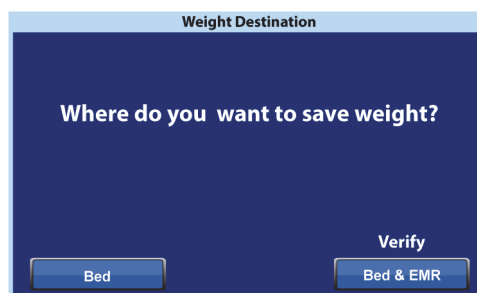 Weight Destination
Where do you want to save weight?
Verify
Bed
Bed & EMR